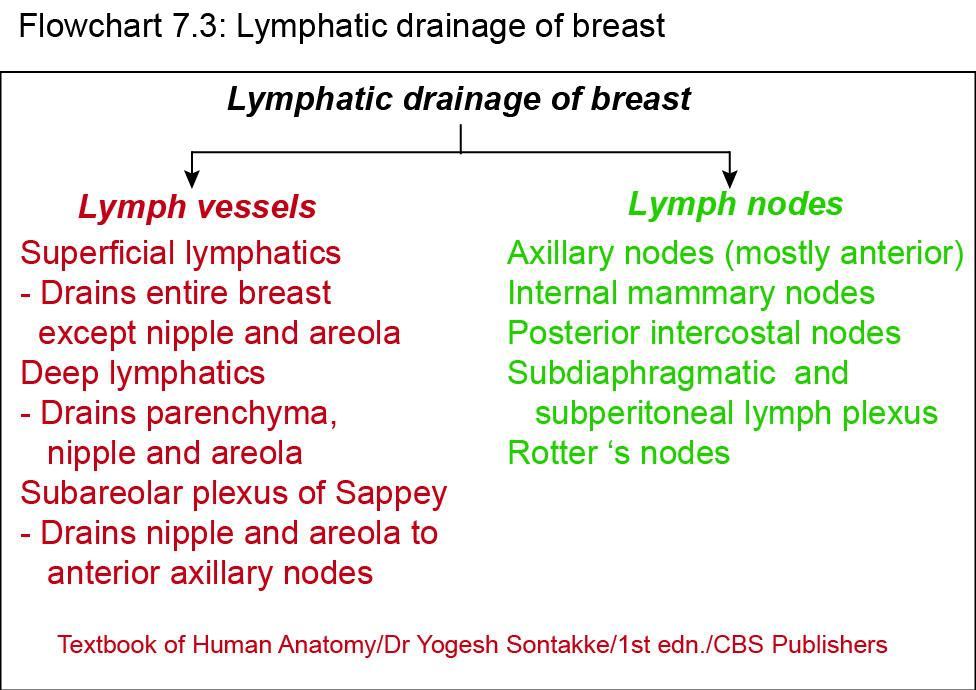 Flowchart 7.3: Lymphatic drainage of breast
Lymphatic drainage of breast
Lymph vessels
Superficial lymphatics
- Drains entire breast
except nipple and areola
Deep lymphatics
- Drains parenchyma,
nipple and areola
Subareolar plexus of Sappey
- Drains nipple and areola to
anterior axillary nodes
Lymph nodes
Axillary nodes (mostly anterior)
Internal mammary nodes
Posterior intercostal nodes
Subdiaphragmatic  and
subperitoneal lymph plexus
Rotter ‘s nodes
Textbook of Human Anatomy/Dr Yogesh Sontakke/1st edn./CBS Publishers